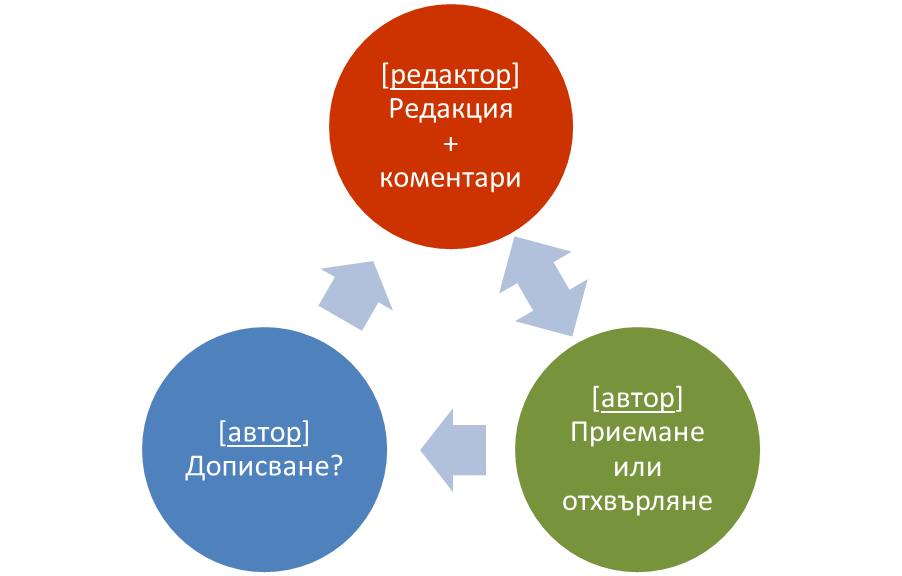 [редактор]
Редакция
+
коментари
[автор]
Дописване?
[автор]
Приемане
или
отхвърляне